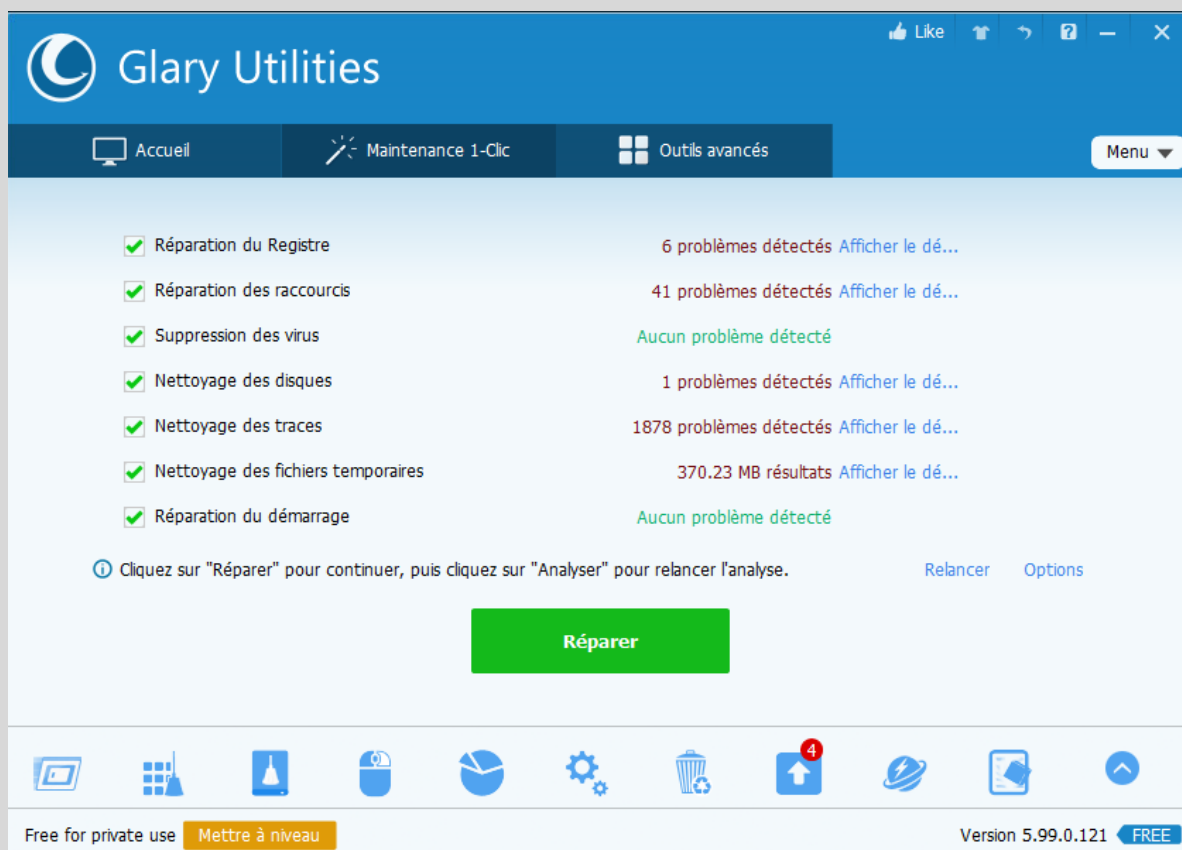 Like
Glary Utilities
Accueil Maintenance 1-Clic Outils avancés Menu
Réparation du Registre 6 problèmes détectés Afficher le dé...
Réparation des raccourcis 41 problèmes détectés Afficher le dé...
Suppression des virus Aucun problème détecté
Nettoyage des disques 1 problèmes détectés Afficher le dé...
Nettoyage des traces 1878 problèmes détectés Afficher le dé...
Nettoyage des fichiers temporaires 370.23 MB résultats Afficher le dé...
Réparation du démarrage Aucun problème détecté
Cliquez sur "Réparer" pour continuer, puis cliquez sur "Analyser" pour relancer l'analyse. Relancer Options
Réparer
4
Free for private use Mettre à niveau Version 5.99.0.121 FREE